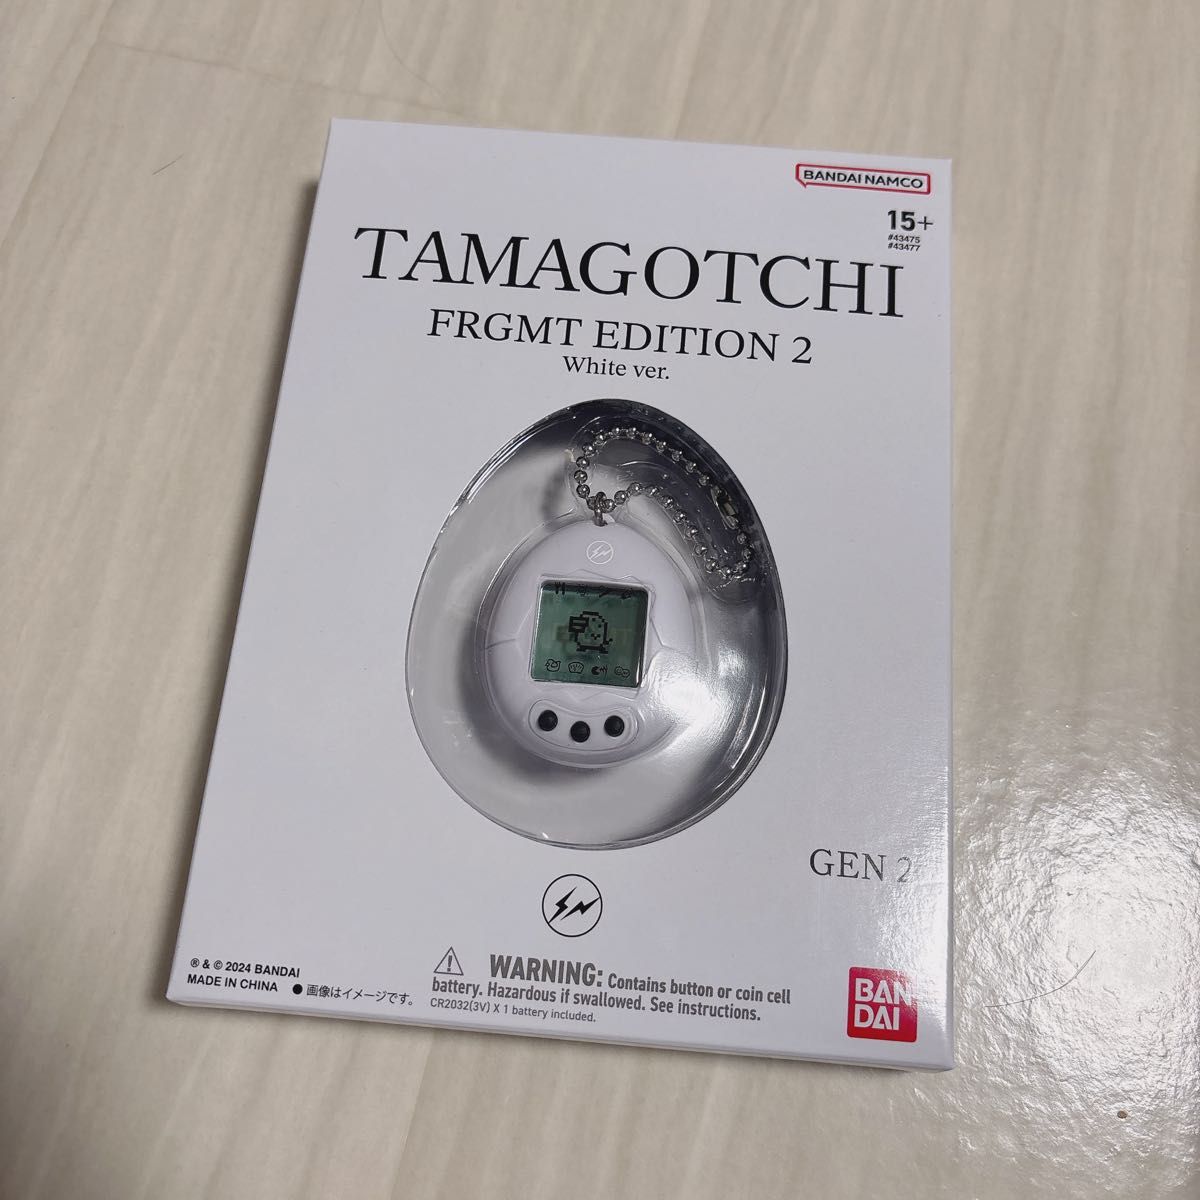 BANDAI NAMCO
15+
#43475
#43477
TAMAGOTCHI
FRGMT EDITION 2
White ver.
GEN 2
® & © 2024 BANDAI
MADE IN CHINA
●画像はイメージです。
WARNING: Contains button or coin cell
battery. Hazardous if swallowed. See instructions.
CR2032(3V) X 1 battery included.
BAN
DAI